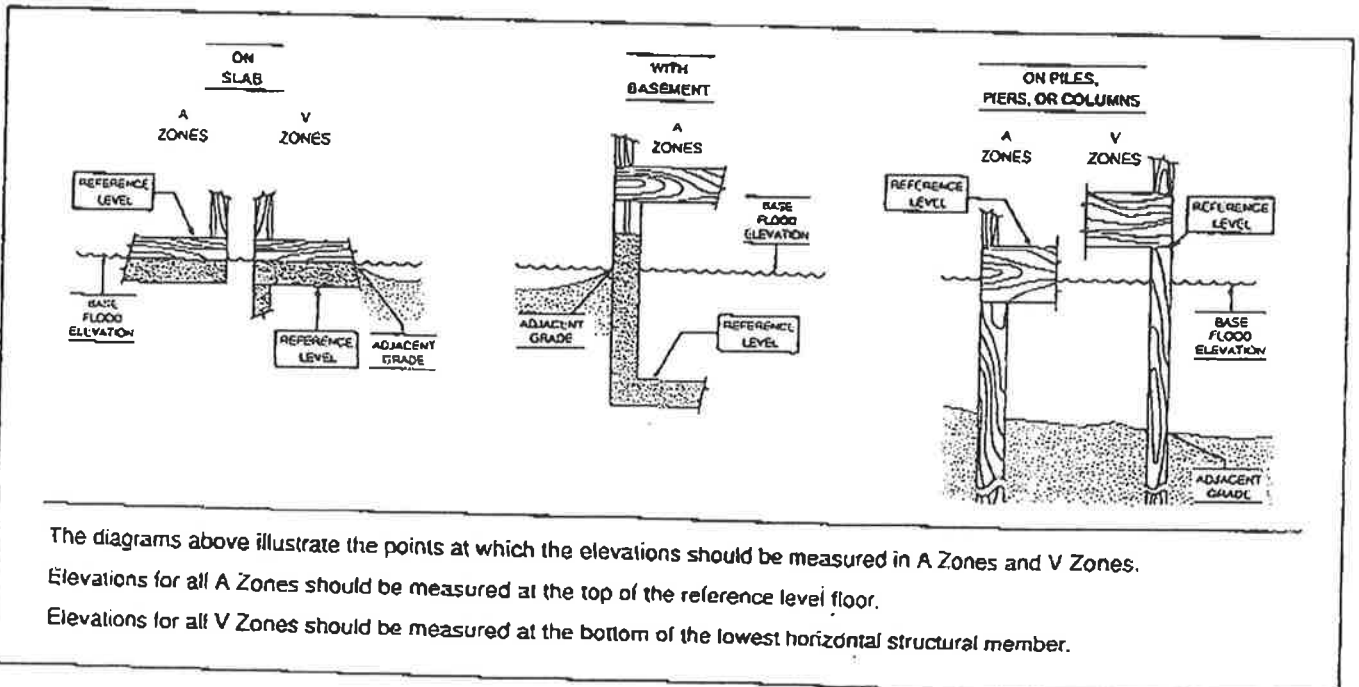 ON
SLAB
A
ZONES
V
ZONES
REFERENCE
LEVEL
BASE
FLOOD
ELEVATION
REFERENCE
LEVEL
ADJACENT
GRADE
WITH
BASEMENT
A
ZONES
BASE
FLOOD
ELEVATION
ADJACENT
GRADE
REFERENCE
LEVEL
ON PILES,
PIERS, OR COLUMNS
A
ZONES
V
ZONES
REFERENCE
LEVEL
REFERENCE
LEVEL
BASE
FLOOD
ELEVATION
ADJACENT
GRADE
The diagrams above illustrate the points at which the elevations should be measured in A Zones and V Zones.
Elevations for all A Zones should be measured at the top of the reference level floor.
Elevations for all V Zones should be measured at the bottom of the lowest horizontal structural member.